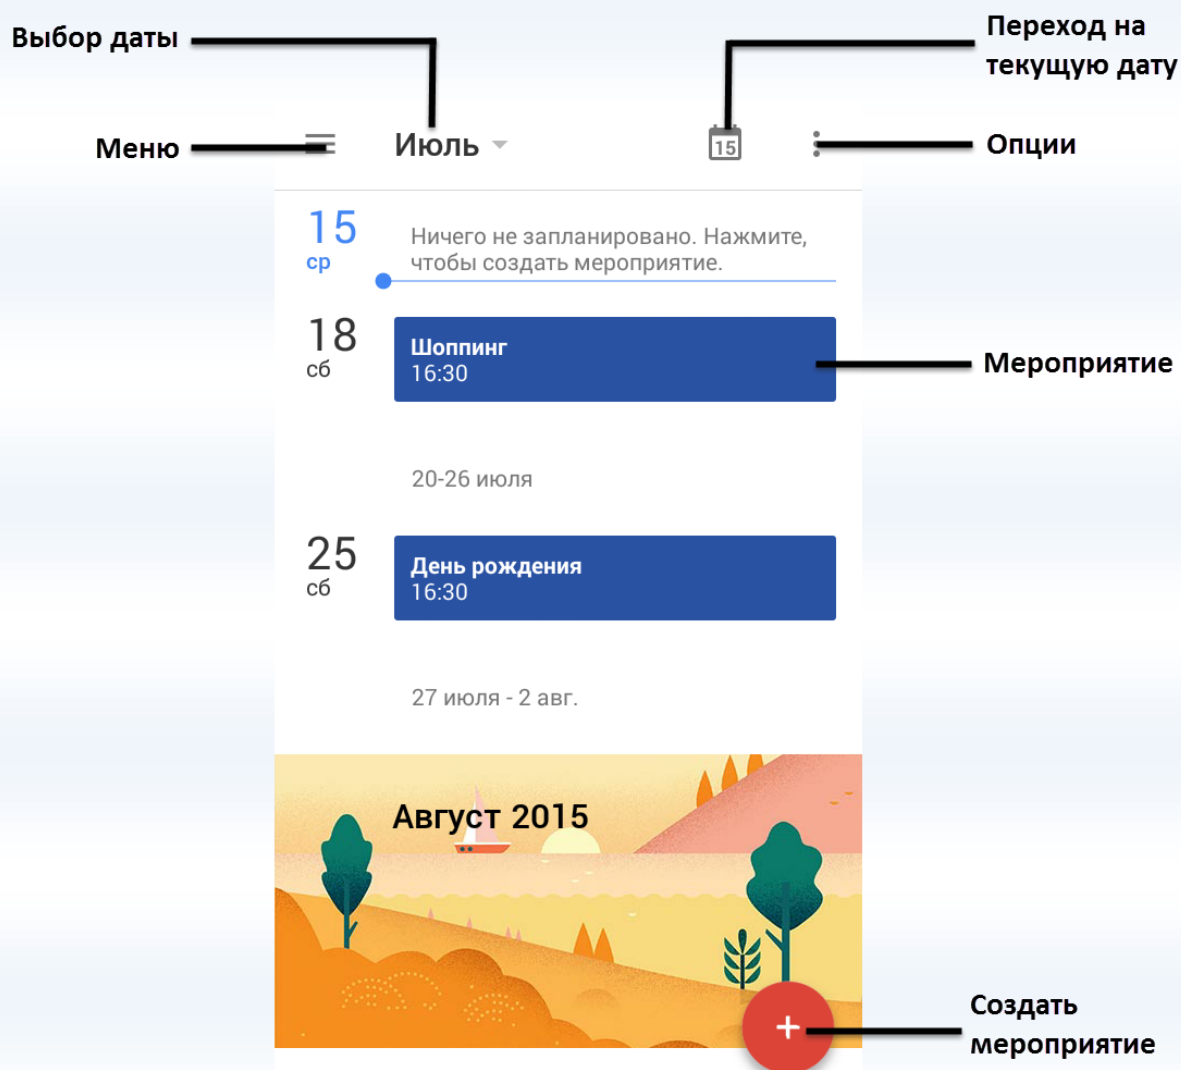 Выбор даты
Переход на
текущую дату
Меню
Июль
15
Опции
15
ср
Ничего не запланировано. Нажмите,
чтобы создать мероприятие.
18
сб
Шоппинг
16:30
Мероприятие
20-26 июля
25
сб
День рождения
16:30
27 июля - 2 авг.
Август 2015
+
Создать
мероприятие